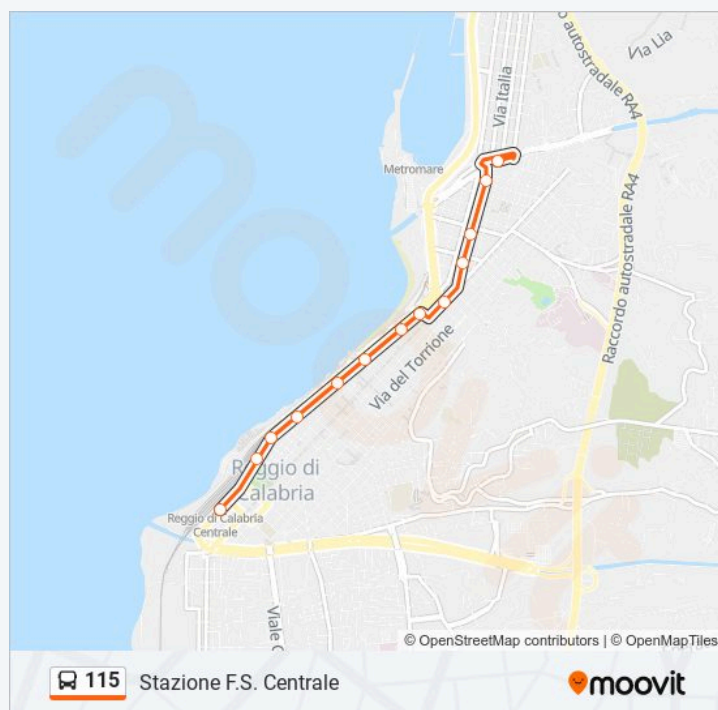 Via Lia
o autostradale RA4
Via Italia
Metromare
Raccordo autostradale RA4
Via del Torrione
Reggio di
Calabria
Reggio di Calabria
Centrale
Viale
© OpenStreetMap contributors | © OpenMapTiles
115 Stazione F.S. Centrale
moovit